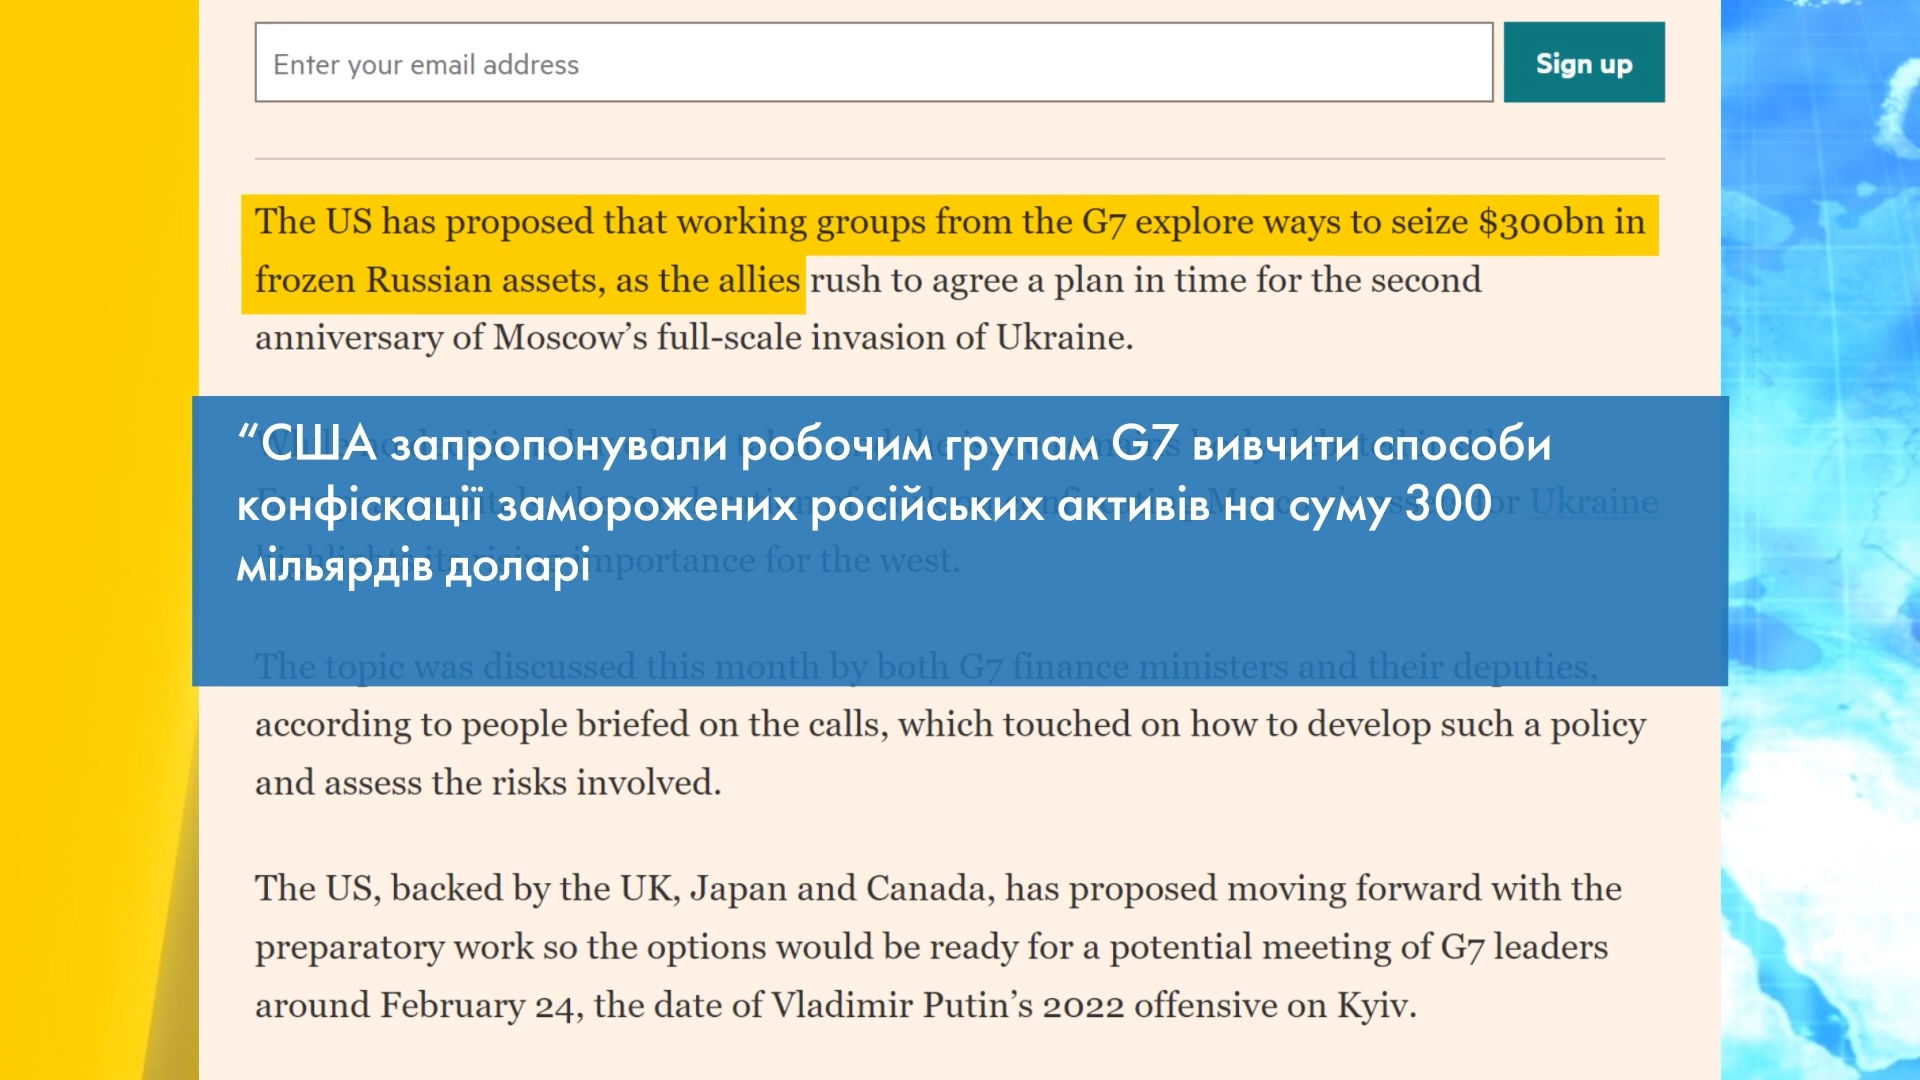 Enter your email address
Sign up
The US has proposed that working groups from the G7 explore ways to seize $300bn in
frozen Russian assets, as the allies rush to agree a plan in time for the second
anniversary of Moscow’s full-scale invasion of Ukraine.
“США запропонували робочим групам G7 вивчити способи
конфіскації заморожених російських активів на суму 300
Ukraine
мільярдів доларі
importance for the west.
The topic was discussed this month by both G7 finance ministers and their deputies,
according to people briefed on the calls, which touched on how to develop such a policy
and assess the risks involved.
The US, backed by the UK, Japan and Canada, has proposed moving forward with the
preparatory work so the options would be ready for a potential meeting of G7 leaders
around February 24, the date of Vladimir Putin’s 2022 offensive on Kyiv.